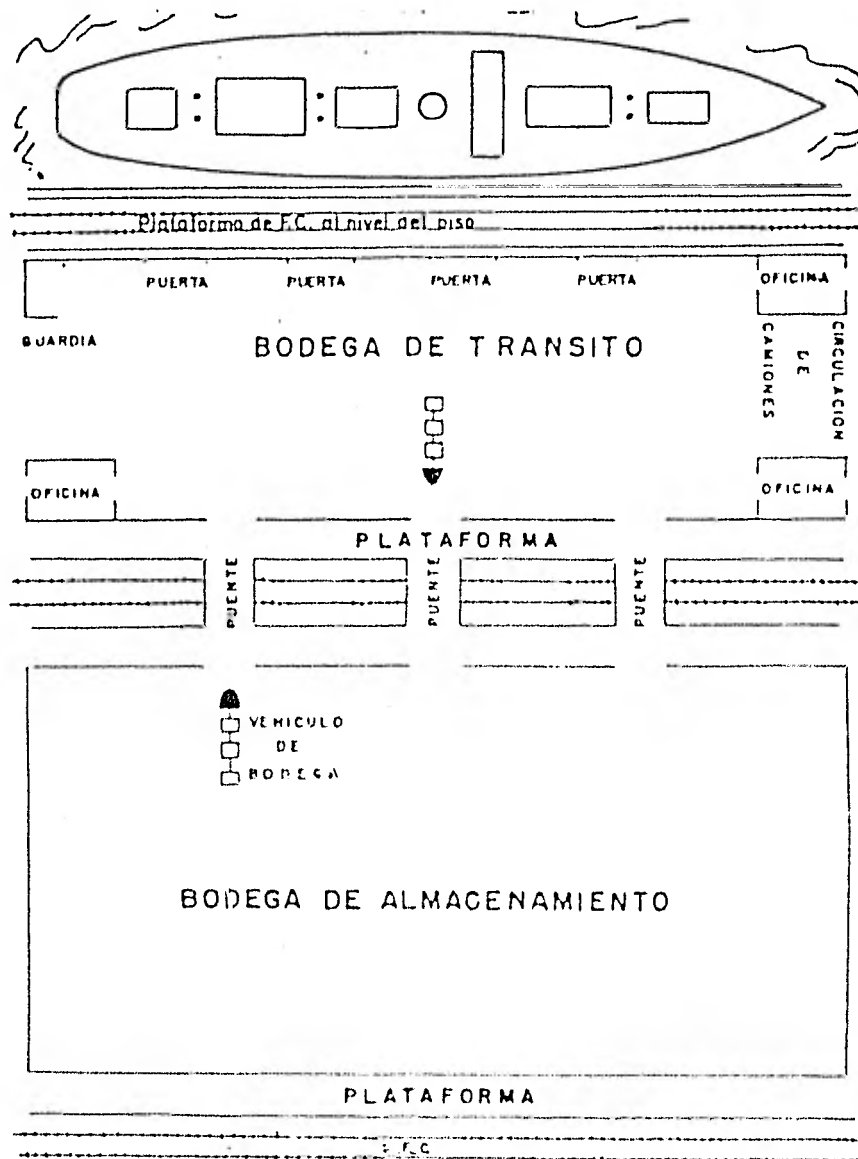 Plataforma de F.C. al nivel del piso
PUERTA PUERTA PUERTA PUERTA OFICINA
GUARDIA
BODEGA DE TRANSITO
CIRCULACION
DE
CAMIONES
OFICINA
OFICINA
PLATAFORMA
PUENTE
PUENTE
PUENTE
VEHICULO
DE
BODEGA
BODEGA DE ALMACENAMIENTO
PLATAFORMA
F.C.